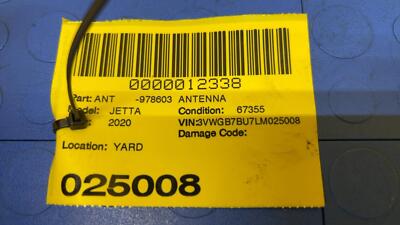 0000012338
Part: ANT -978603 ANTENNA
Model: JETTA Condition: 67355
2020 VIN:3VWGB7BU7LM025008
Damage Code:
Location: YARD
025008